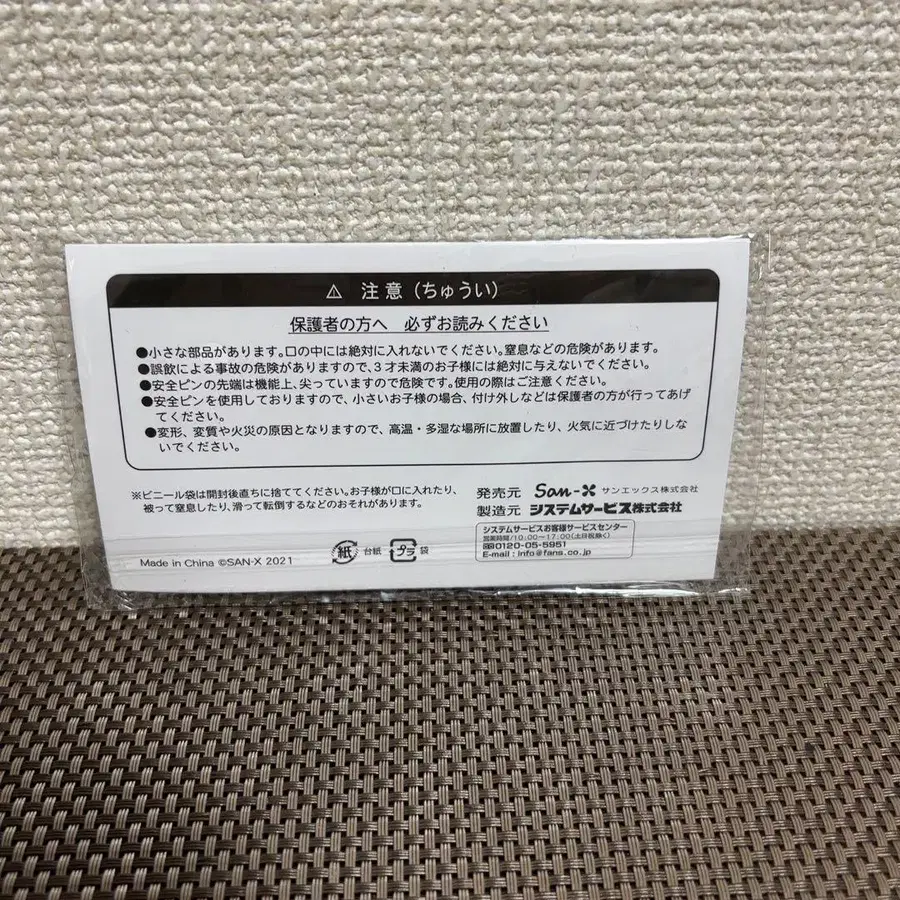 ⚠ 注意(ちゅうい)
保護者の方へ 必ずお読みください
●小さな部品があります。口の中には絶対に入れないでください。窒息などの危険があります。
●誤飲による事故の危険がありますので、3才未満のお子様には絶対に与えないでください。
●安全ピンの先端は機能上、尖っていますので危険です。使用の際はご注意ください。
●安全ピンを使用しておりますので、小さいお子様の場合、付け外しなどは保護者の方が行ってあげ
てください。
●変形、変質や火災の原因となりますので、高温・多湿な場所に放置したり、火気に近づけたりしな
いでください。
※ビニール袋は開封後直ちに捨ててください。お子様が口に入れたり、
被って窒息したり、滑って転倒するなどのおそれがあります。
発売元 San-X サンエックス株式会社
製造元 システムサービス株式会社
システムサービスお客様サービスセンター
営業時間/10:00〜17:00(土日祝除く)
0120-05-5951
E-mail : info@fans.co.jp
紙 台紙 プラ 袋
Made in China ©SAN-X 2021